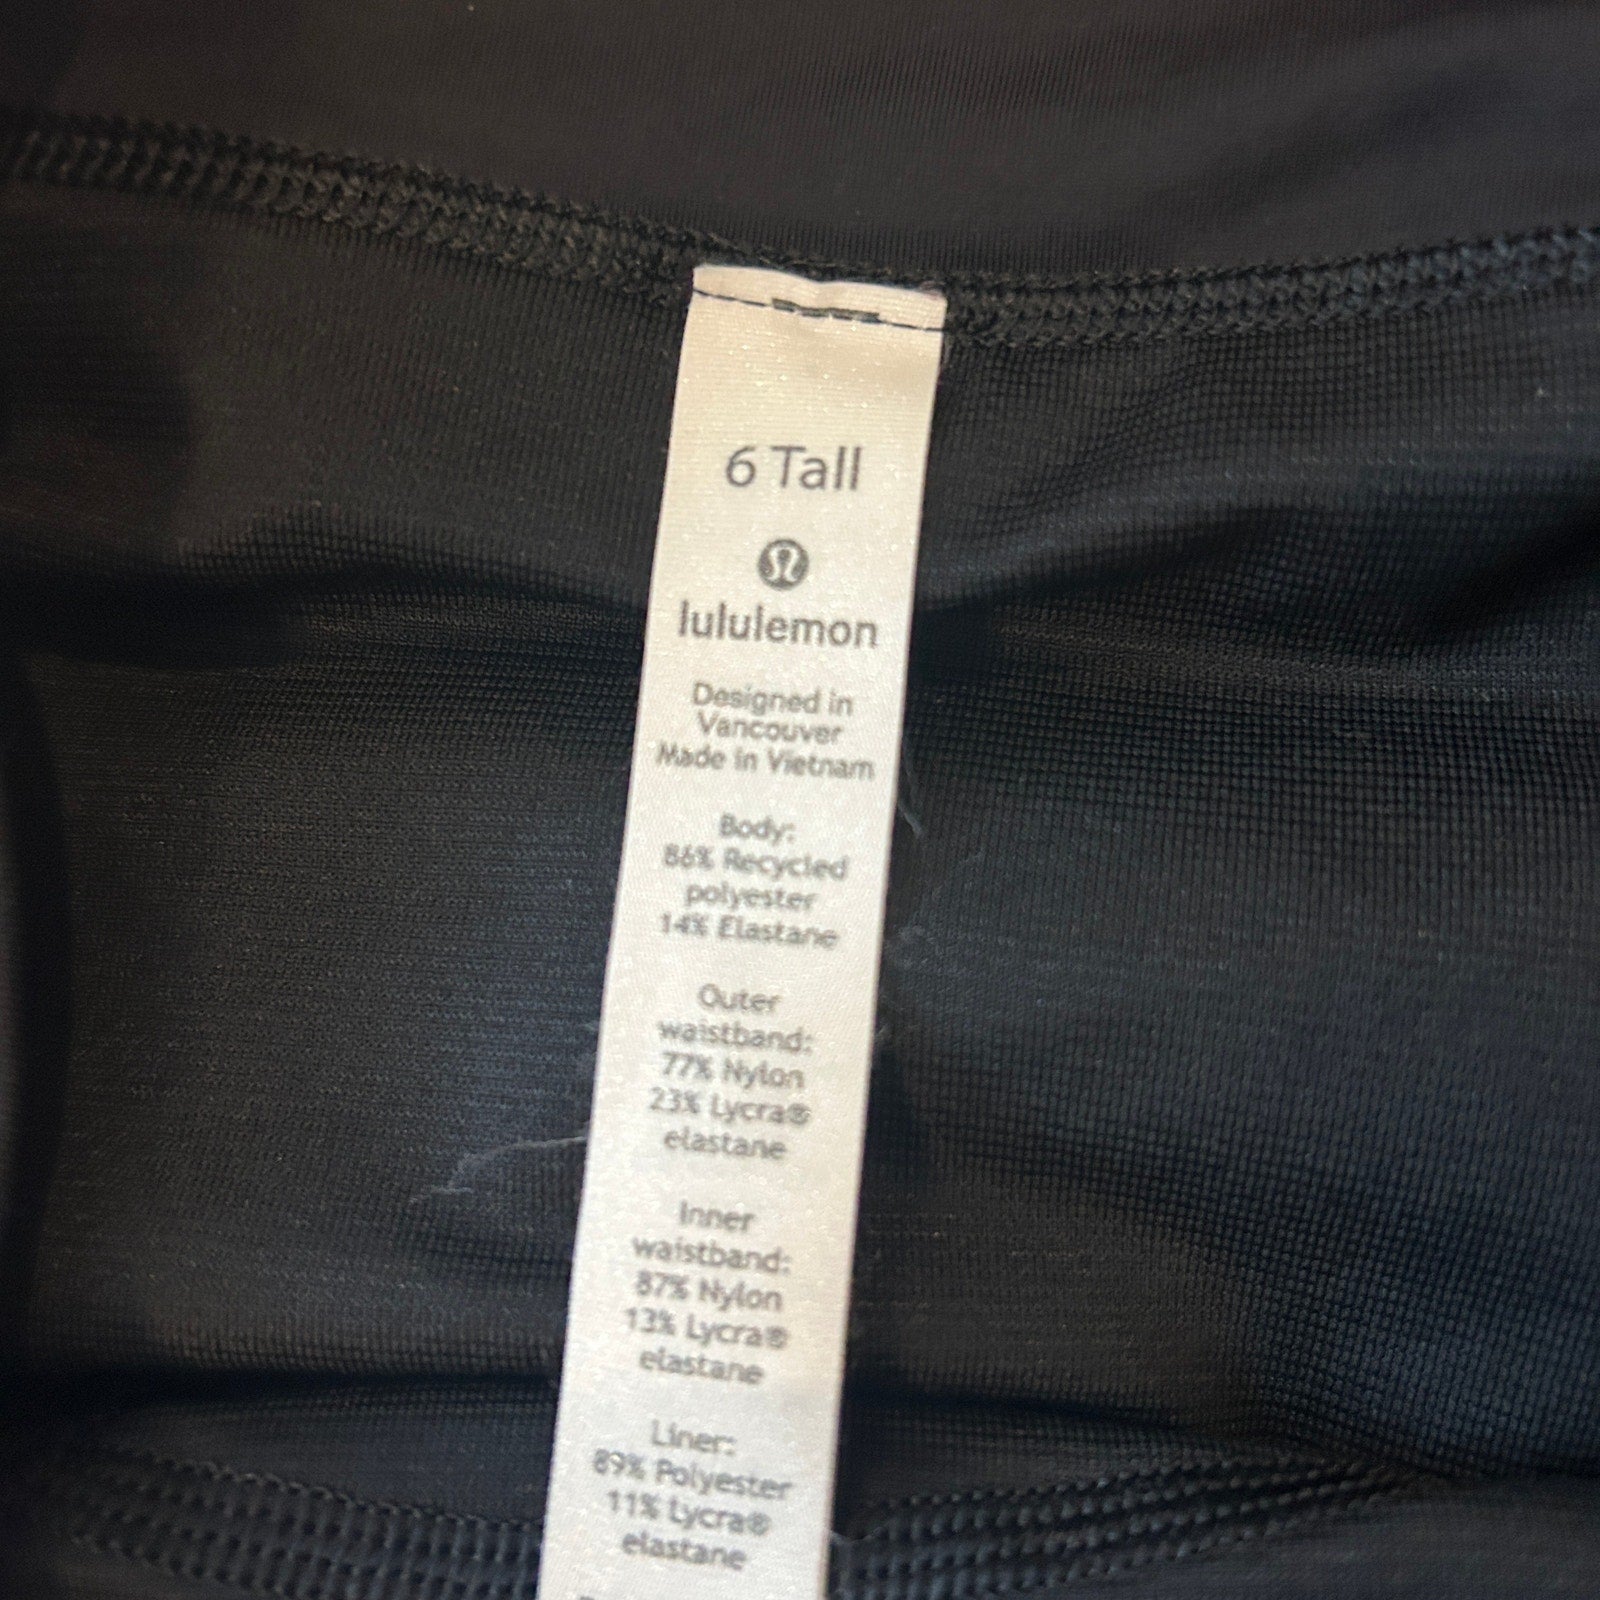 6 Tall
lululemon
Designed in
Vancouver
Made in Vietnam
Body:
86% Recycled
polyester
14% Elastane
Outer
waistband:
77% Nylon
23% Lycra®
elastane
Inner
waistband:
87% Nylon
13% Lycra®
elastane
Liner:
89% Polyester
11% Lycra®
elastane